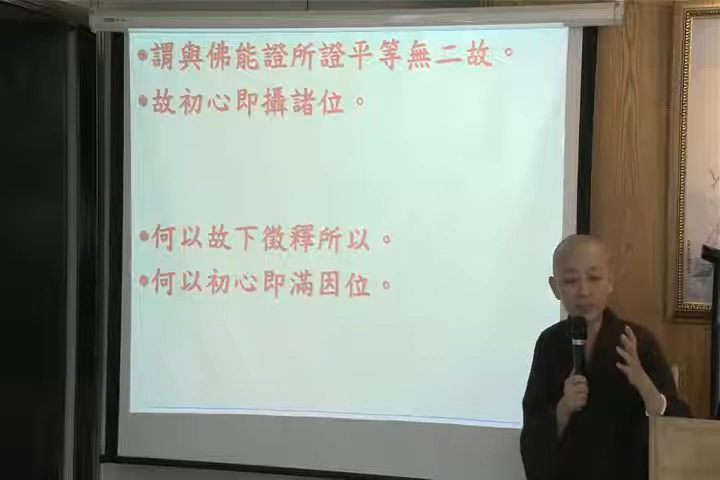 •謂與佛能證所證平等無二故。
•故初心即攝諸位。
•何以故下徵釋所以。
•何以初心即滿因位。